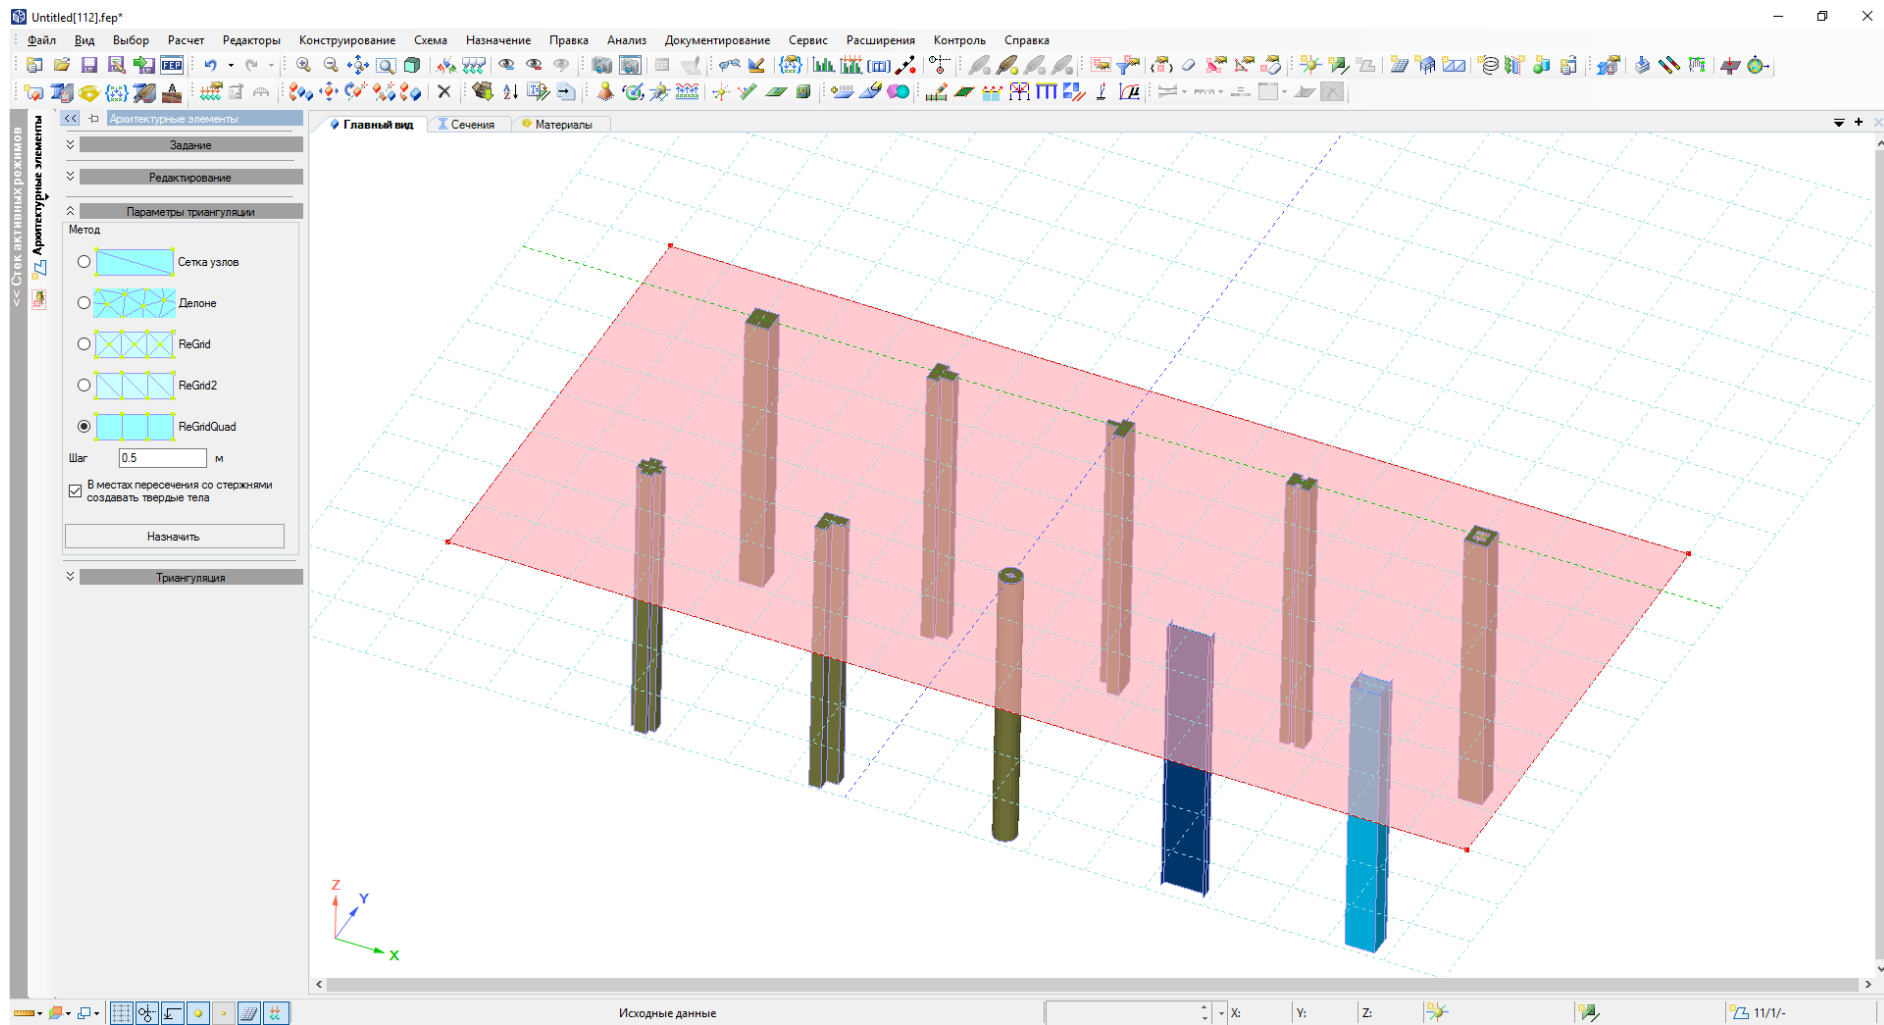 Untitled[112].fep*
Файл Вид Выбор Расчет Редакторы Конструирование Схема Назначение Правка Анализ Документирование Сервис Расширения Контроль Справка
FEP
<< Стек активных режимов
Архитектурные элементы
<< Архитектурные элементы
Задание
Редактирование
Параметры триангуляции
Метод
Сетка узлов
Делоне
ReGrid
ReGrid2
ReGridQuad
Шаг 0.5 м
В местах пересечения со стержнями
создавать твердые тела
Назначить
Триангуляция
Главный вид Сечения Материалы
Z
Y
X
Исходные данные X: Y: Z: 11/1/-